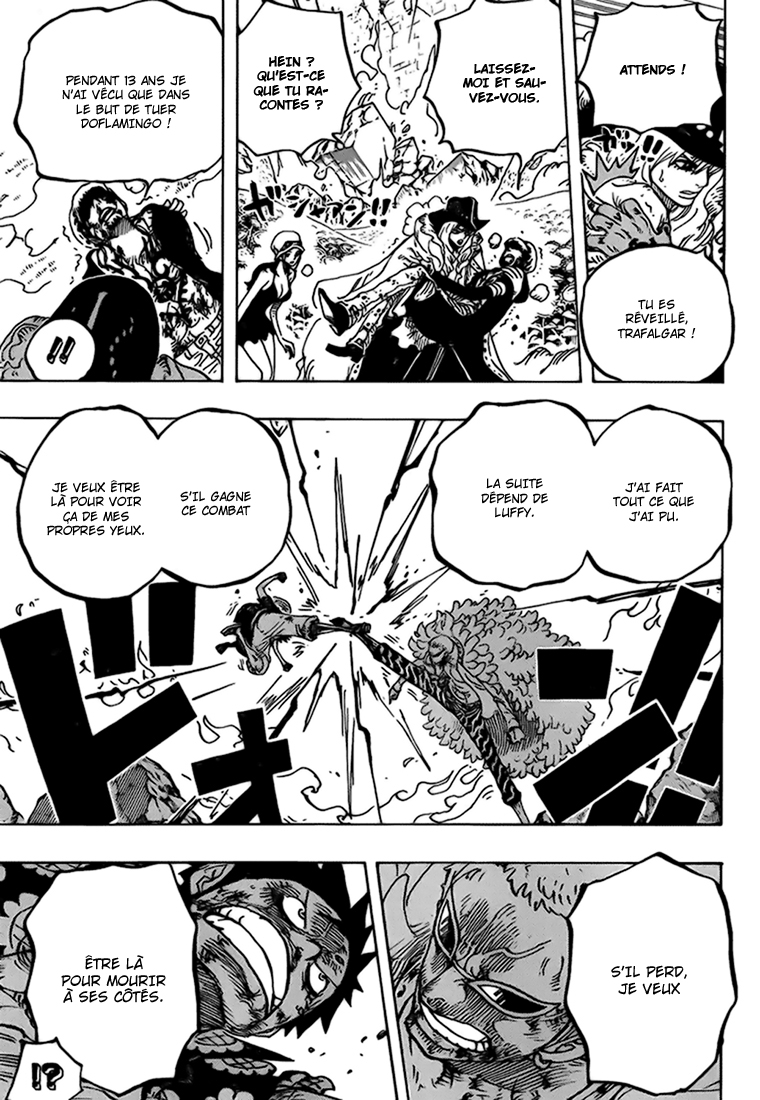 ATTENDS !
TU ES
RÉVEILLÉ,
TRAFALGAR !
LAISSEZ-
MOI ET SAU-
VEZ-VOUS.
HEIN ?
QU'EST-CE
QUE TU RA-
CONTES ?
PENDANT 13 ANS JE
N'AI VÉCU QUE DANS
LE BUT DE TUER
DOFLAMINGO !
!!
J'AI FAIT
TOUT CE QUE
J'AI PU.
LA SUITE
DÉPEND DE
LUFFY.
S'IL GAGNE
CE COMBAT
JE VEUX ÊTRE
LÀ POUR VOIR
ÇA DE MES
PROPRES YEUX.
ドォン
S'IL PERD,
JE VEUX
ÊTRE LÀ
POUR MOURIR
À SES CÔTÉS.
!?